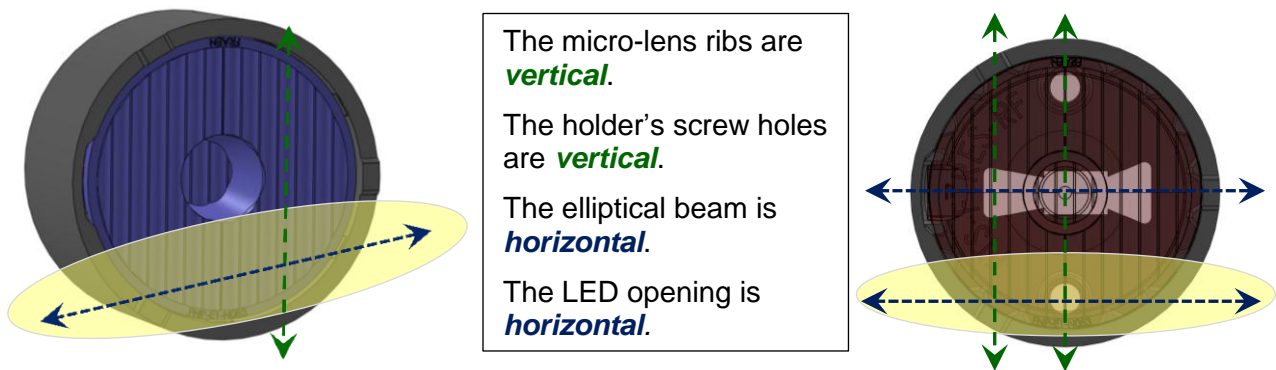 The micro-lens ribs are
vertical.
The holder's screw holes
are vertical.
The elliptical beam is
horizontal.
The LED opening is
horizontal.